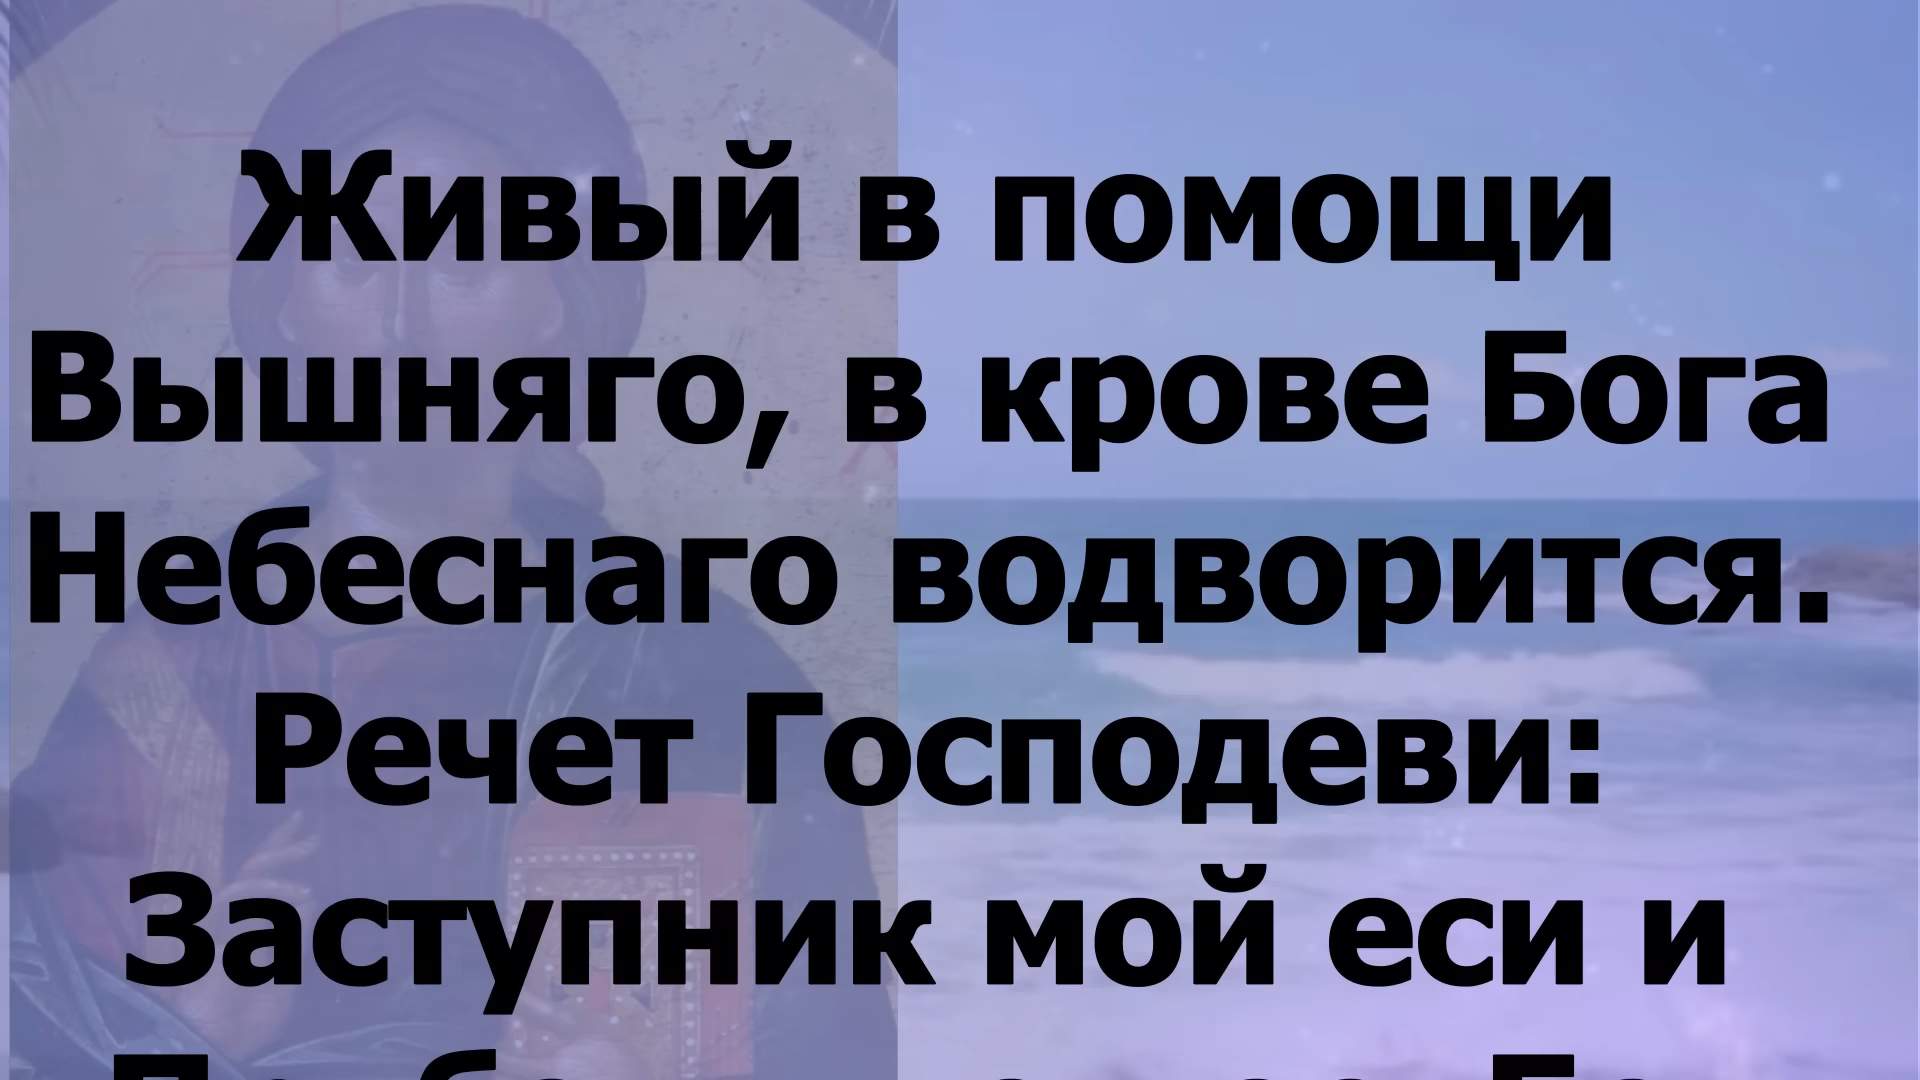 Живый в помощи
Вышняго, в крове Бога
Небеснаго водворится.
Речет Господеви:
Заступник мой еси и